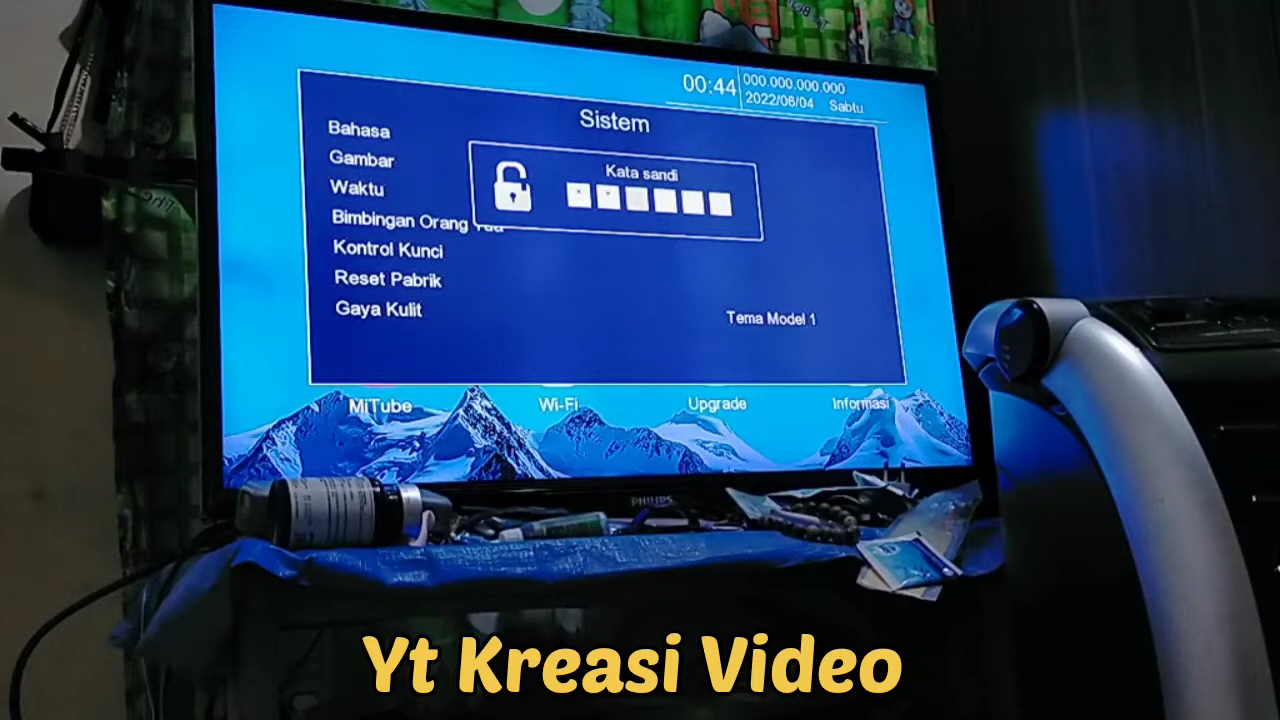 00:44
000.000.000.000
2022/06/04 Sabtu
Sistem
Bahasa
Gambar
Waktu
Bimbingan Orang Tua
Kontrol Kunci
Reset Pabrik
Gaya Kulit
Tema Model 1
Kata sandi
* *
MiTube
Wi-Fi
Upgrade
Informasi
PHILIPS
Yt Kreasi Video